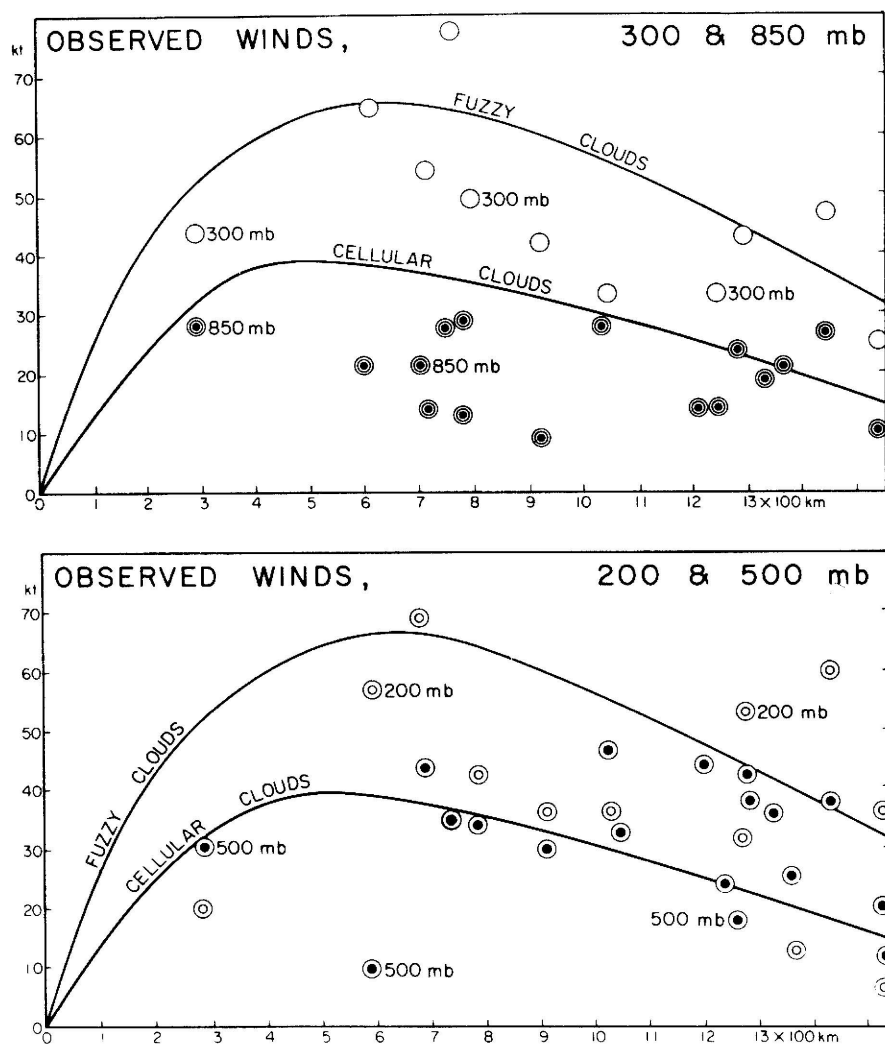 OBSERVED WINDS, 300 & 850 mb
kt
70
60
50
40
30
20
10
0
FUZZY CLOUDS
CELLULAR CLOUDS
300 mb
300 mb
300 mb
850 mb
850 mb
0 1 2 3 4 5 6 7 8 9 10 11 12 13 × 100 km
OBSERVED WINDS, 200 & 500 mb
kt
70
60
50
40
30
20
10
0
FUZZY CLOUDS
CELLULAR CLOUDS
200 mb
200 mb
500 mb
500 mb
500 mb
0 1 2 3 4 5 6 7 8 9 10 11 12 13 × 100 km